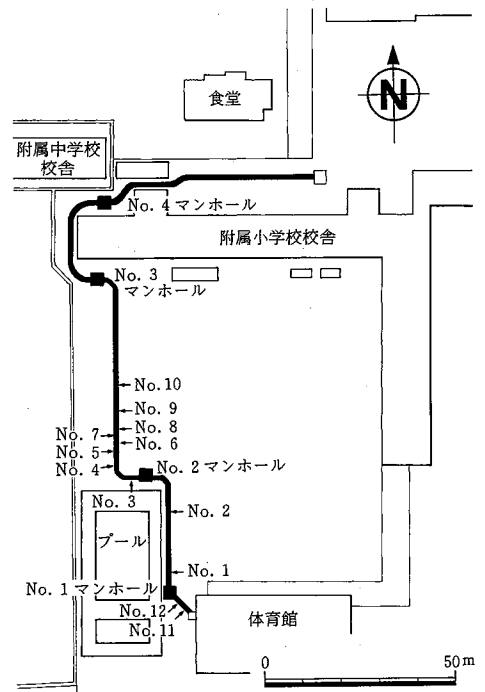 食堂
N
附属中学校
校舎
No. 4 マンホール
附属小学校校舎
No. 3
マンホール
No. 10
No. 9
No. 8
No. 7
No. 6
No. 5
No. 4
No. 2 マンホール
No. 3
No. 2
プール
No. 1
No. 1 マンホール
No. 12
No. 11
体育館
0
50 m